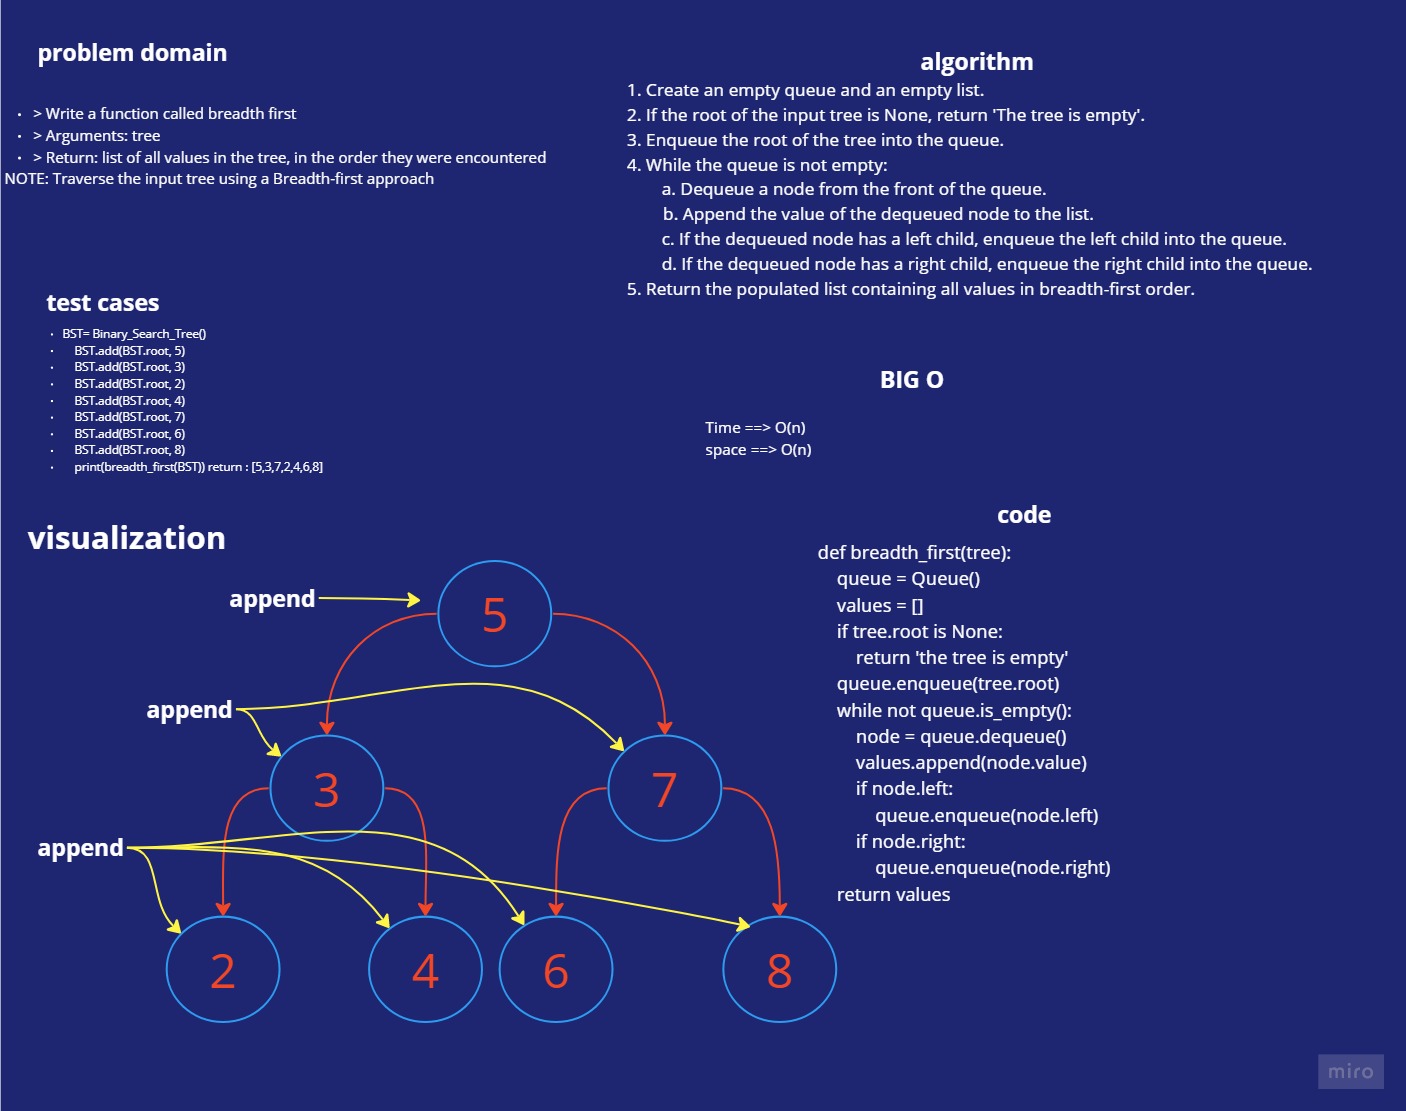 problem domain
· > Write a function called breadth first
· > Arguments: tree
· > Return: list of all values in the tree, in the order they were encountered
NOTE: Traverse the input tree using a Breadth-first approach
algorithm
1. Create an empty queue and an empty list.
2. If the root of the input tree is None, return 'The tree is empty'.
3. Enqueue the root of the tree into the queue.
4. While the queue is not empty:
a. Dequeue a node from the front of the queue.
b. Append the value of the dequeued node to the list.
c. If the dequeued node has a left child, enqueue the left child into the queue.
d. If the dequeued node has a right child, enqueue the right child into the queue.
5. Return the populated list containing all values in breadth-first order.
test cases
· BST= Binary_Search_Tree()
· BST.add(BST.root, 5)
· BST.add(BST.root, 3)
· BST.add(BST.root, 2)
· BST.add(BST.root, 4)
· BST.add(BST.root, 7)
· BST.add(BST.root, 6)
· BST.add(BST.root, 8)
· print(breadth_first(BST)) return : [5,3,7,2,4,6,8]
BIG O
Time ==> O(n)
space ==> O(n)
visualization
append
5
append
3
7
append
2
4
6
8
code
def breadth_first(tree):
queue = Queue()
values = []
if tree.root is None:
return 'the tree is empty'
queue.enqueue(tree.root)
while not queue.is_empty():
node = queue.dequeue()
values.append(node.value)
if node.left:
queue.enqueue(node.left)
if node.right:
queue.enqueue(node.right)
return values
miro